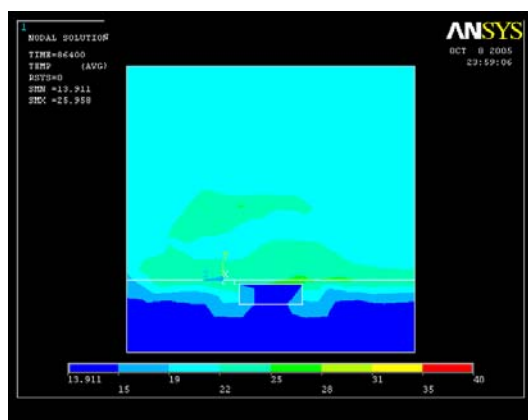 1
NODAL SOLUTION
TIME=86400
TEMP (AVG)
RSYS=0
SMN =13.911
SMX =25.958
ANSYS
OCT 8 2005
23:59:06
13.911 15 19 22 25 28 31 35 40